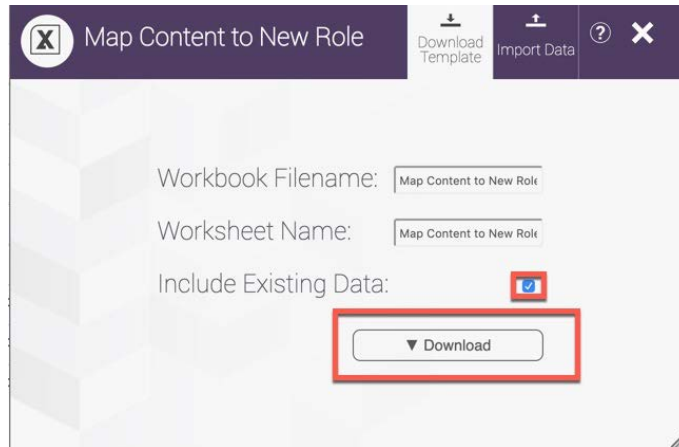 X Map Content to New Role
Download
Template
Import Data
?
Workbook Filename: Map Content to New Role
Worksheet Name: Map Content to New Role
Include Existing Data:
▼ Download